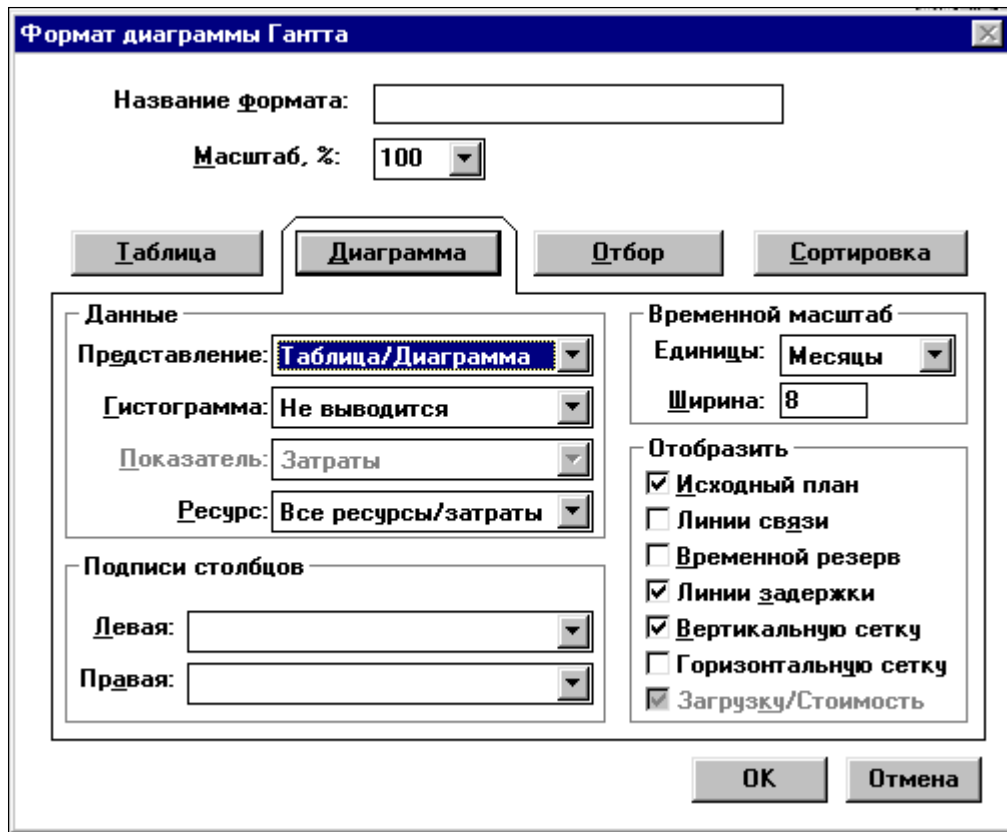 Формат диаграммы Гантта
Название формата:
Масштаб, %: 100
Таблица Диаграмма Отбор Сортировка
Данные
Представление: Таблица/Диаграмма
Гистограмма: Не выводится
Показатель: Затраты
Ресурс: Все ресурсы/затраты
Подписи столбцов
Левая:
Правая:
Временной масштаб
Единицы: Месяцы
Ширина: 8
Отобразить
Исходный план
Линии связи
Временной резерв
Линии задержки
Вертикальную сетку
Горизонтальную сетку
Загрузку/Стоимость
OK Отмена